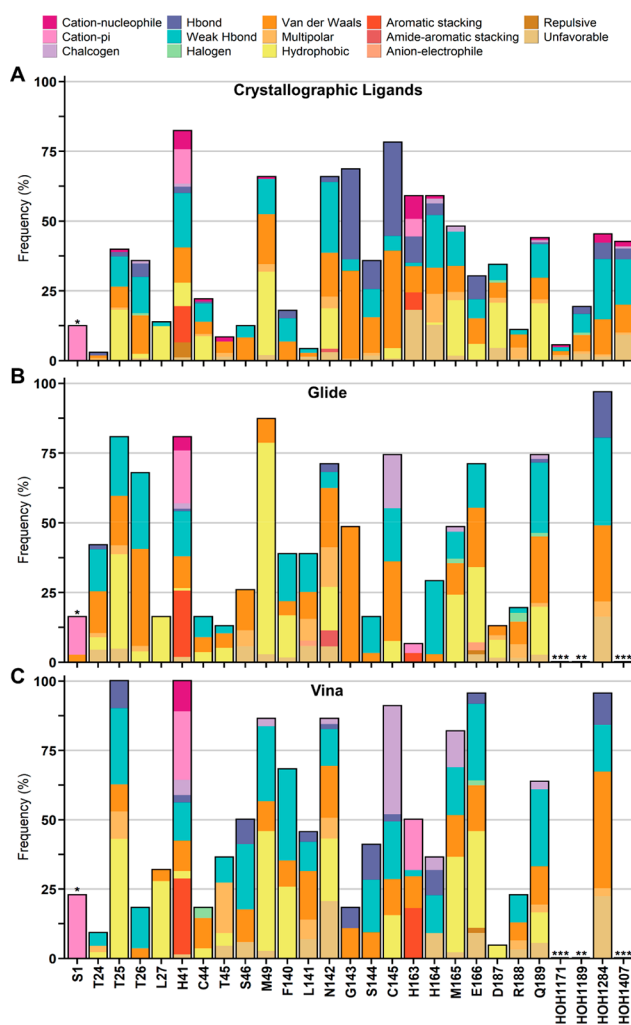 Cation-nucleophile Hbond Van der Waals Aromatic stacking Repulsive
Cation-pi Weak Hbond Multipolar Amide-aromatic stacking Unfavorable
Chalcogen Halogen Hydrophobic Anion-electrophile
A
Crystallographic Ligands
Frequency (%)
100
75
50
25
0
*
B
Glide
Frequency (%)
100
75
50
25
0
*
*** ** ***
C
Vina
Frequency (%)
100
75
50
25
0
*
*** ** ***
S1 T24 T25 T26 L27 H41 C44 T45 S46 M49 F140 L141 N142 G143 S144 C145 H163 H164 M165 E166 D187 R188 Q189 HOH1171 HOH1189 HOH1284 HOH1407